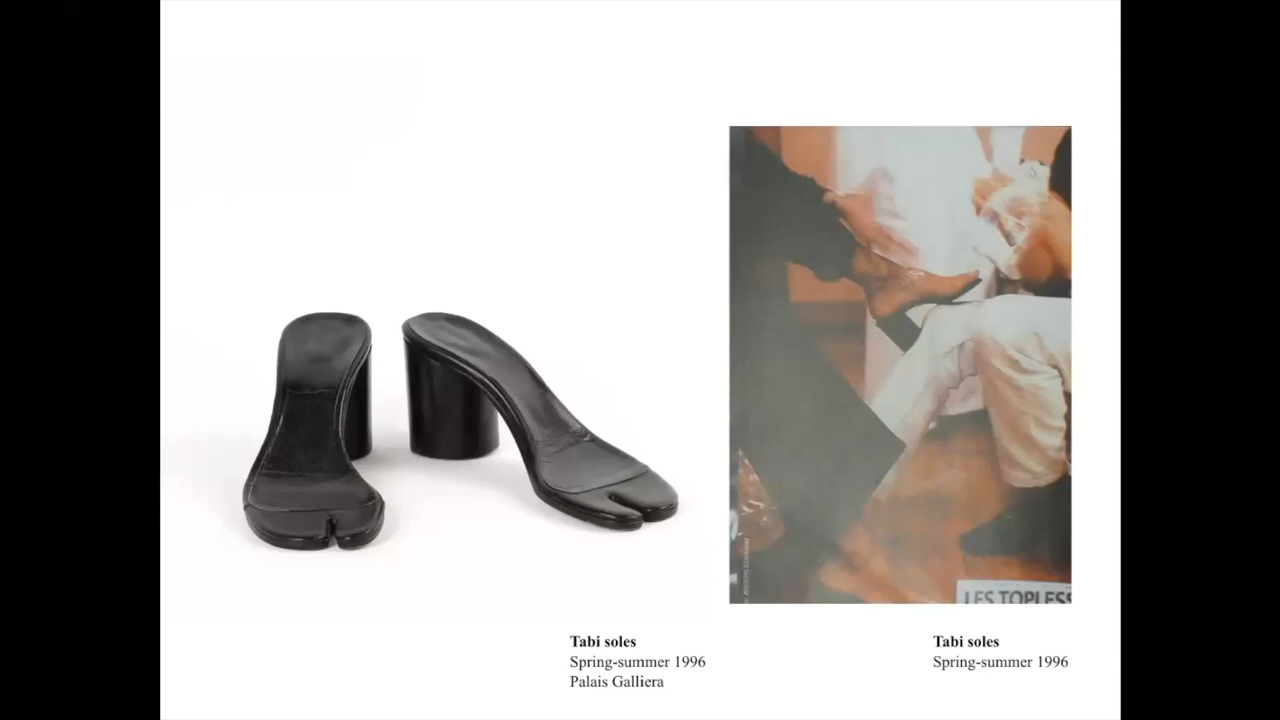 LES TOPLESS
Tabi soles
Spring-summer 1996
Palais Galliera
Tabi soles
Spring-summer 1996